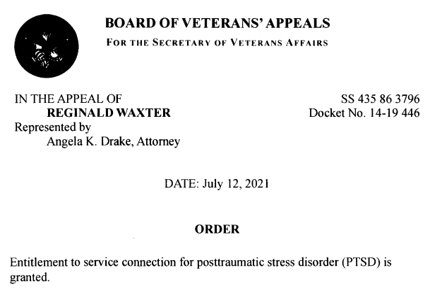 BOARD OF VETERANS' APPEALS
FOR THE SECRETARY OF VETERANS AFFAIRS
IN THE APPEAL OF SS 435 86 3796
REGINALD WAXTER Docket No. 14-19 446
Represented by
Angela K. Drake, Attorney
DATE: July 12, 2021
ORDER
Entitlement to service connection for posttraumatic stress disorder (PTSD) is
granted.